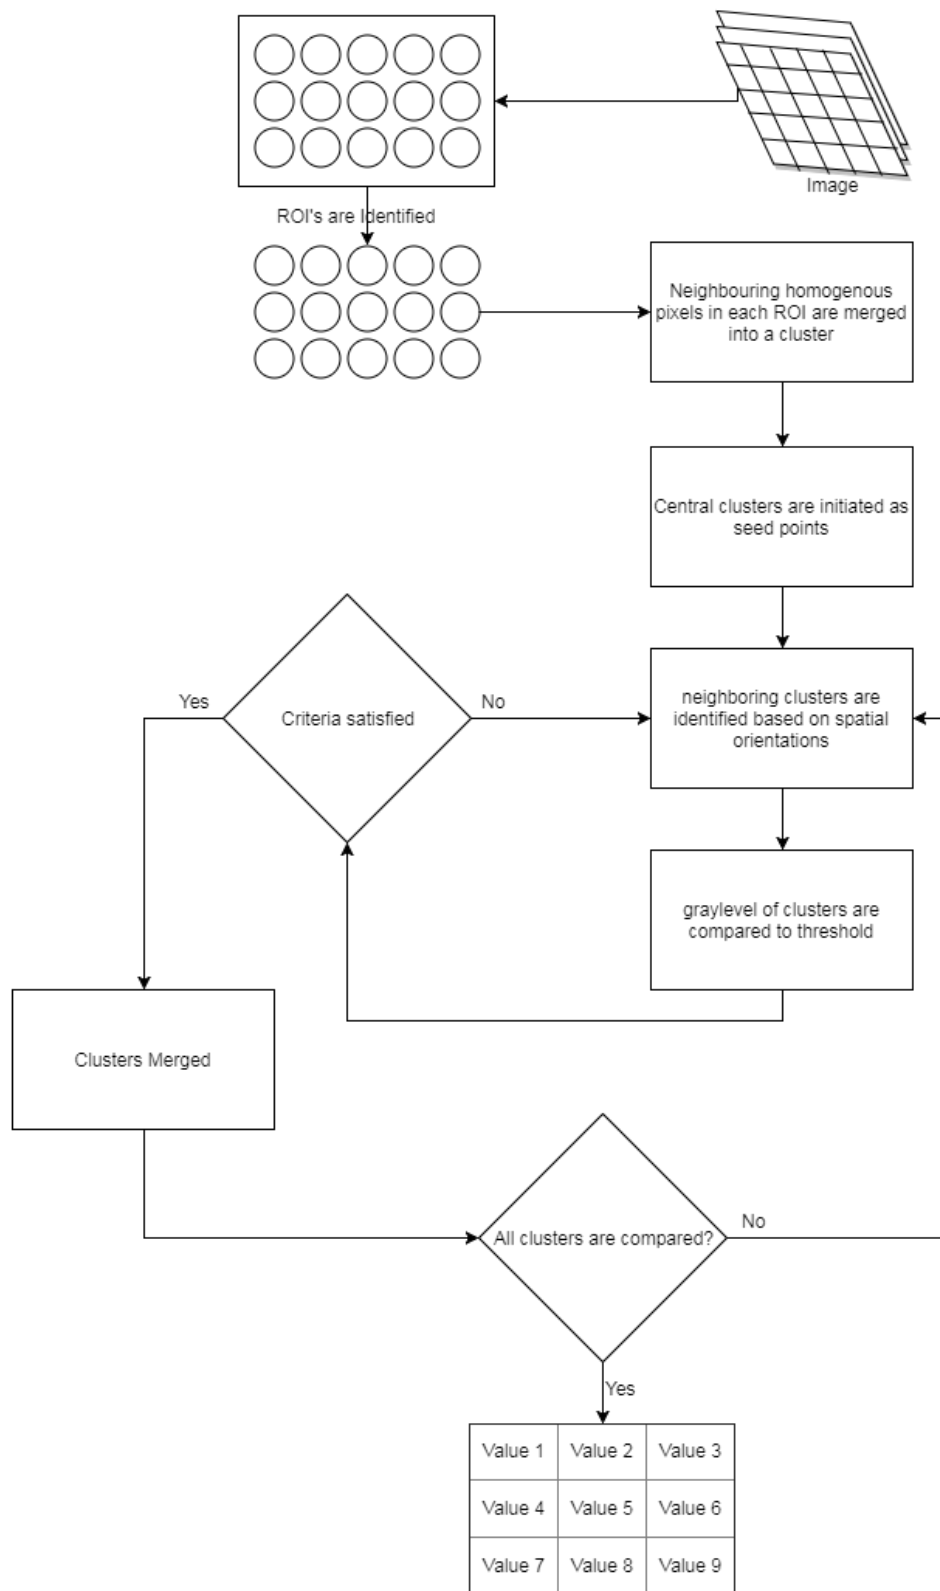 Image
ROI's are Identified
Neighbouring homogenous
pixels in each ROI are merged
into a cluster
Central clusters are initiated as
seed points
Yes
Criteria satisfied
No
neighboring clusters are
identified based on spatial
orientations
graylevel of clusters are
compared to threshold
Clusters Merged
All clusters are compared?
No
Yes
Value 1 Value 2 Value 3
Value 4 Value 5 Value 6
Value 7 Value 8 Value 9